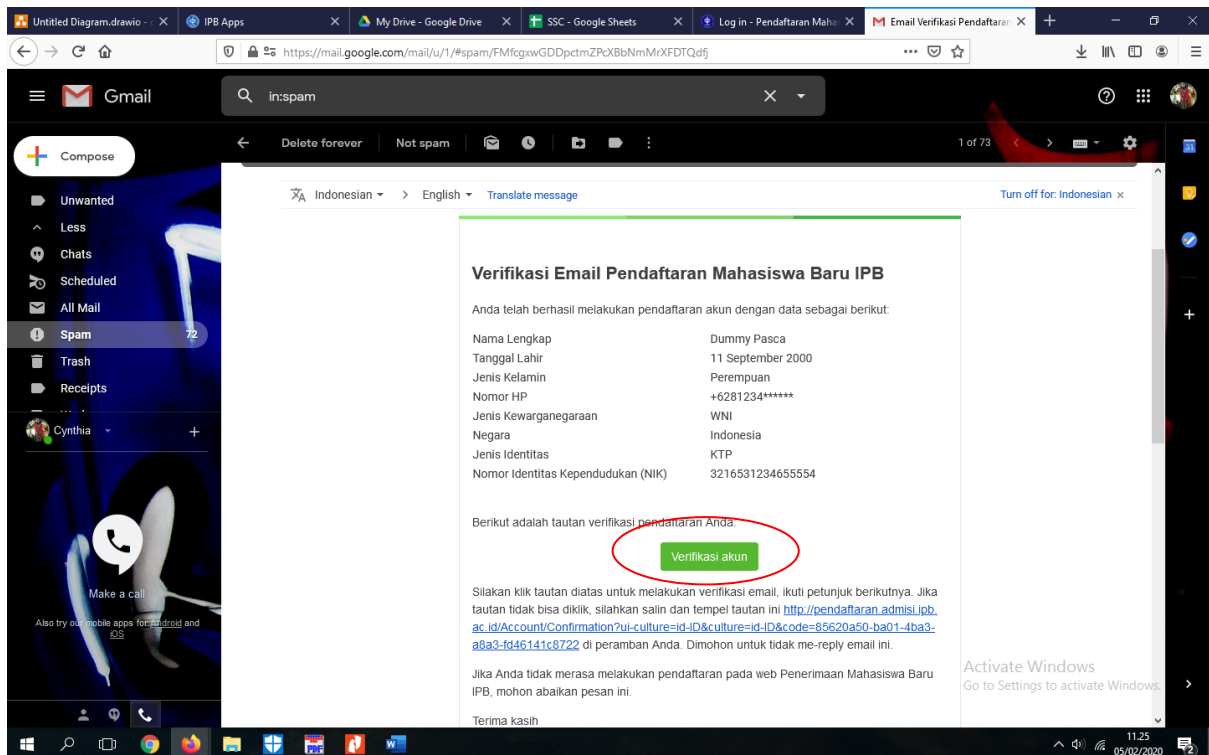 Untitled Diagram.drawio -
IPB Apps
My Drive - Google Drive
SSC - Google Sheets
Log in - Pendaftaran Maha
Email Verifikasi Pendaftaran
https://mail.google.com/mail/u/1/#spam/FMfcgxwGDDpctmZPcXBbNmMrXFDTQdfj
Gmail
in:spam
Compose
Delete forever
Not spam
1 of 73
Unwanted
Less
Chats
Scheduled
All Mail
Spam 72
Trash
Receipts
Cynthia
Make a call
Also try our mobile apps for Android and
iOS
Indonesian > English Translate message
Turn off for: Indonesian ×
Verifikasi Email Pendaftaran Mahasiswa Baru IPB
Anda telah berhasil melakukan pendaftaran akun dengan data sebagai berikut:
Nama Lengkap Dummy Pasca
Tanggal Lahir 11 September 2000
Jenis Kelamin Perempuan
Nomor HP +6281234******
Jenis Kewarganegaraan WNI
Negara Indonesia
Jenis Identitas KTP
Nomor Identitas Kependudukan (NIK) 3216531234655554
Berikut adalah tautan verifikasi pendaftaran Anda:
Verifikasi akun
Silakan klik tautan diatas untuk melakukan verifikasi email, ikuti petunjuk berikutnya. Jika
tautan tidak bisa diklik, silahkan salin dan tempel tautan ini http://pendaftaran.admisi.ipb.
ac.id/Account/Confirmation?ui-culture=id-ID&culture=id-ID&code=85620a50-ba01-4ba3-
a8a3-fd46141c8722 di peramban Anda. Dimohon untuk tidak me-reply email ini.
Jika Anda tidak merasa melakukan pendaftaran pada web Penerimaan Mahasiswa Baru
IPB, mohon abaikan pesan ini.
Terima kasih
Activate Windows
Go to Settings to activate Windows.
31
PDF
11.25
05/02/2020
2